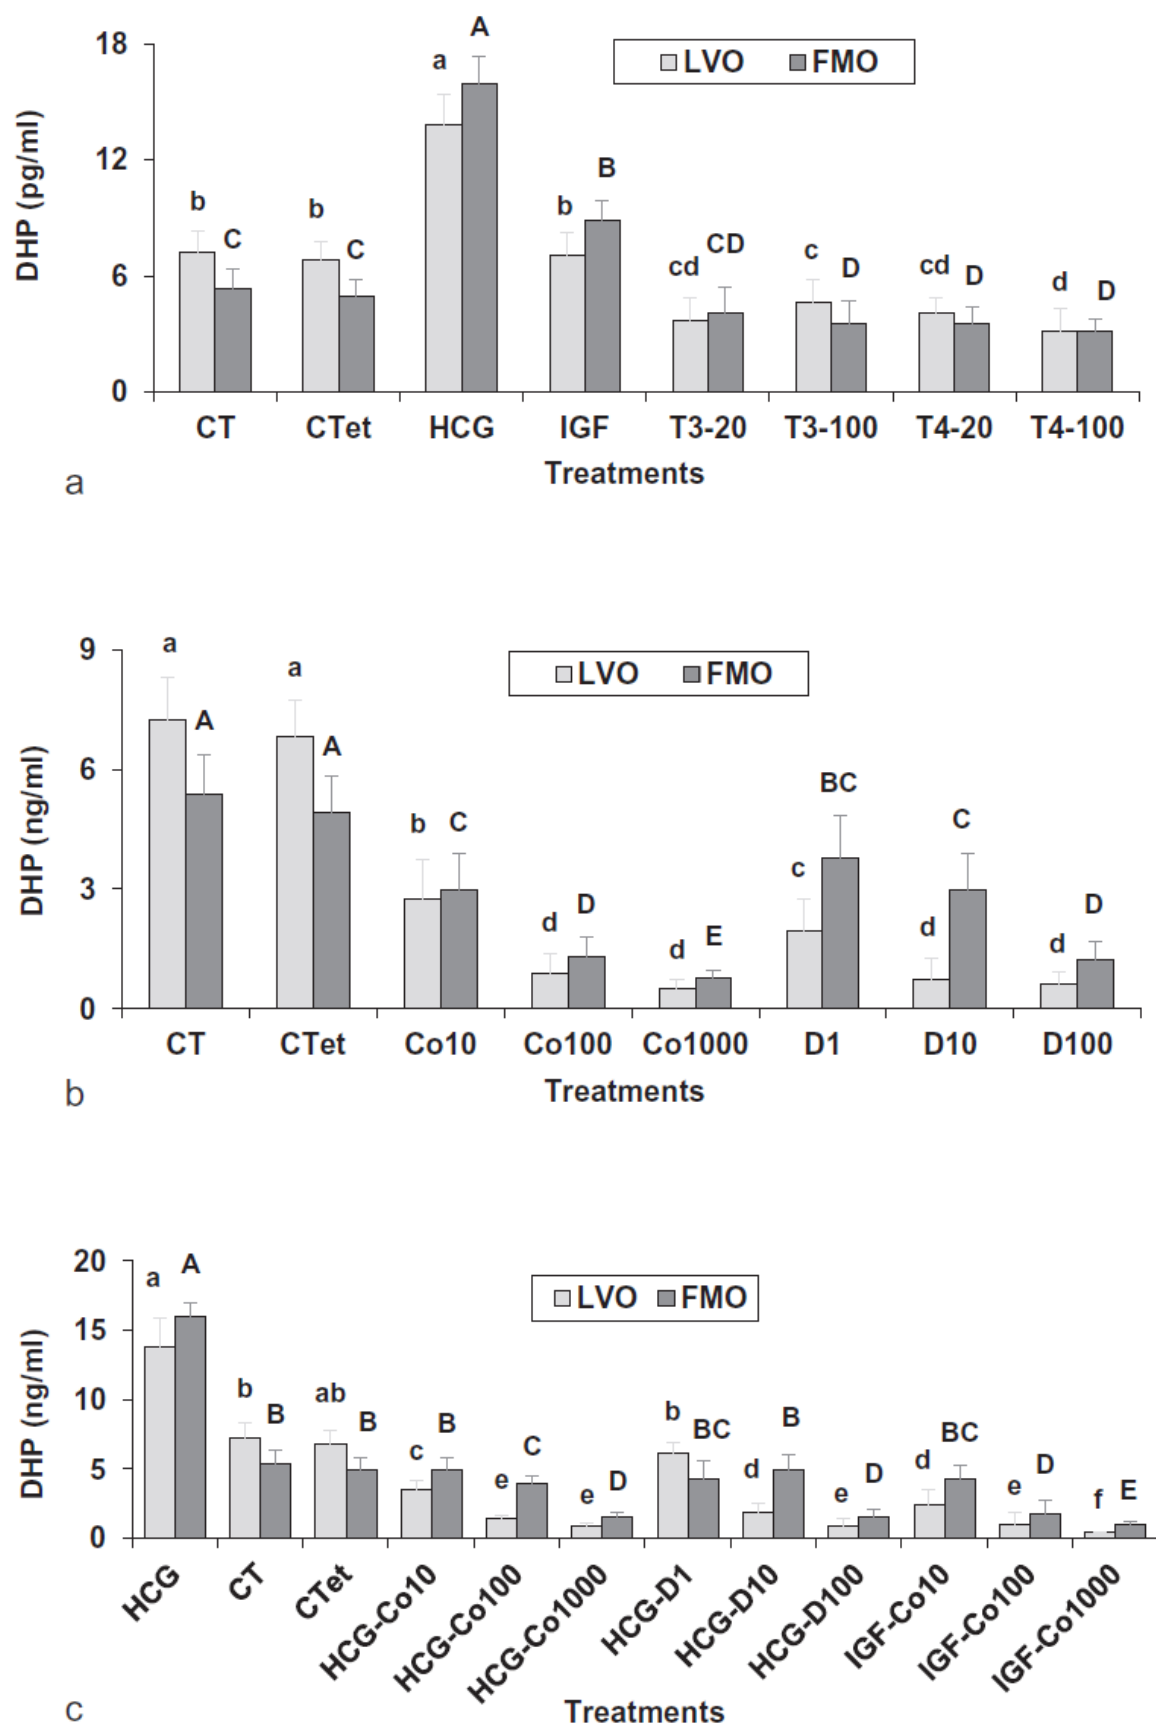 18
12
6
0
DHP (pg/ml)
LVO FMO
b C b C a A b B cd CD c D cd D d D
CT CTet HCG IGF T3-20 T3-100 T4-20 T4-100
Treatments
a
9
6
3
0
DHP (ng/ml)
LVO FMO
a A a A b C d D d E c BC d C d D
CT CTet Co10 Co100 Co1000 D1 D10 D100
Treatments
b
20
15
10
5
0
DHP (ng/ml)
LVO FMO
a A b B ab B c B e C e D b BC d B e D d BC e D f E
HCG CT CTet HCG-Co10 HCG-Co100 HCG-Co1000 HCG-D1 HCG-D10 HCG-D100 IGF-Co10 IGF-Co100 IGF-Co1000
Treatments
c